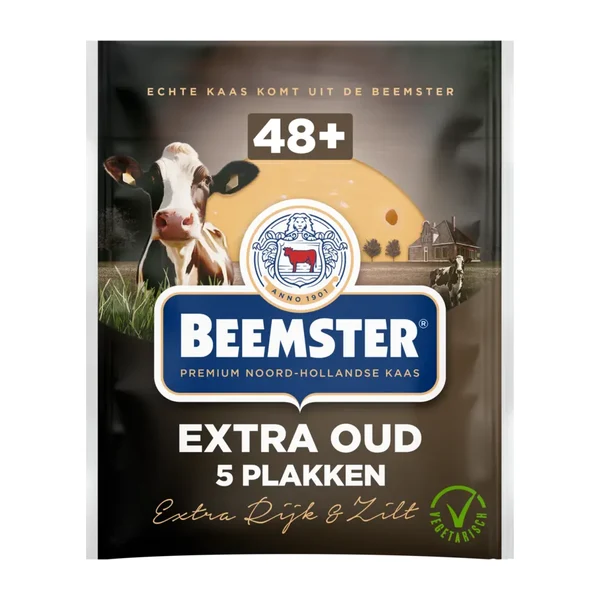 ECHTE KAAS KOMT UIT DE BEEMSTER
48+
ANNO 1901
BEEMSTER®
PREMIUM NOORD-HOLLANDSE KAAS
EXTRA OUD
5 PLAKKEN
Extra Rijk & Zilt
VEGETARISCH